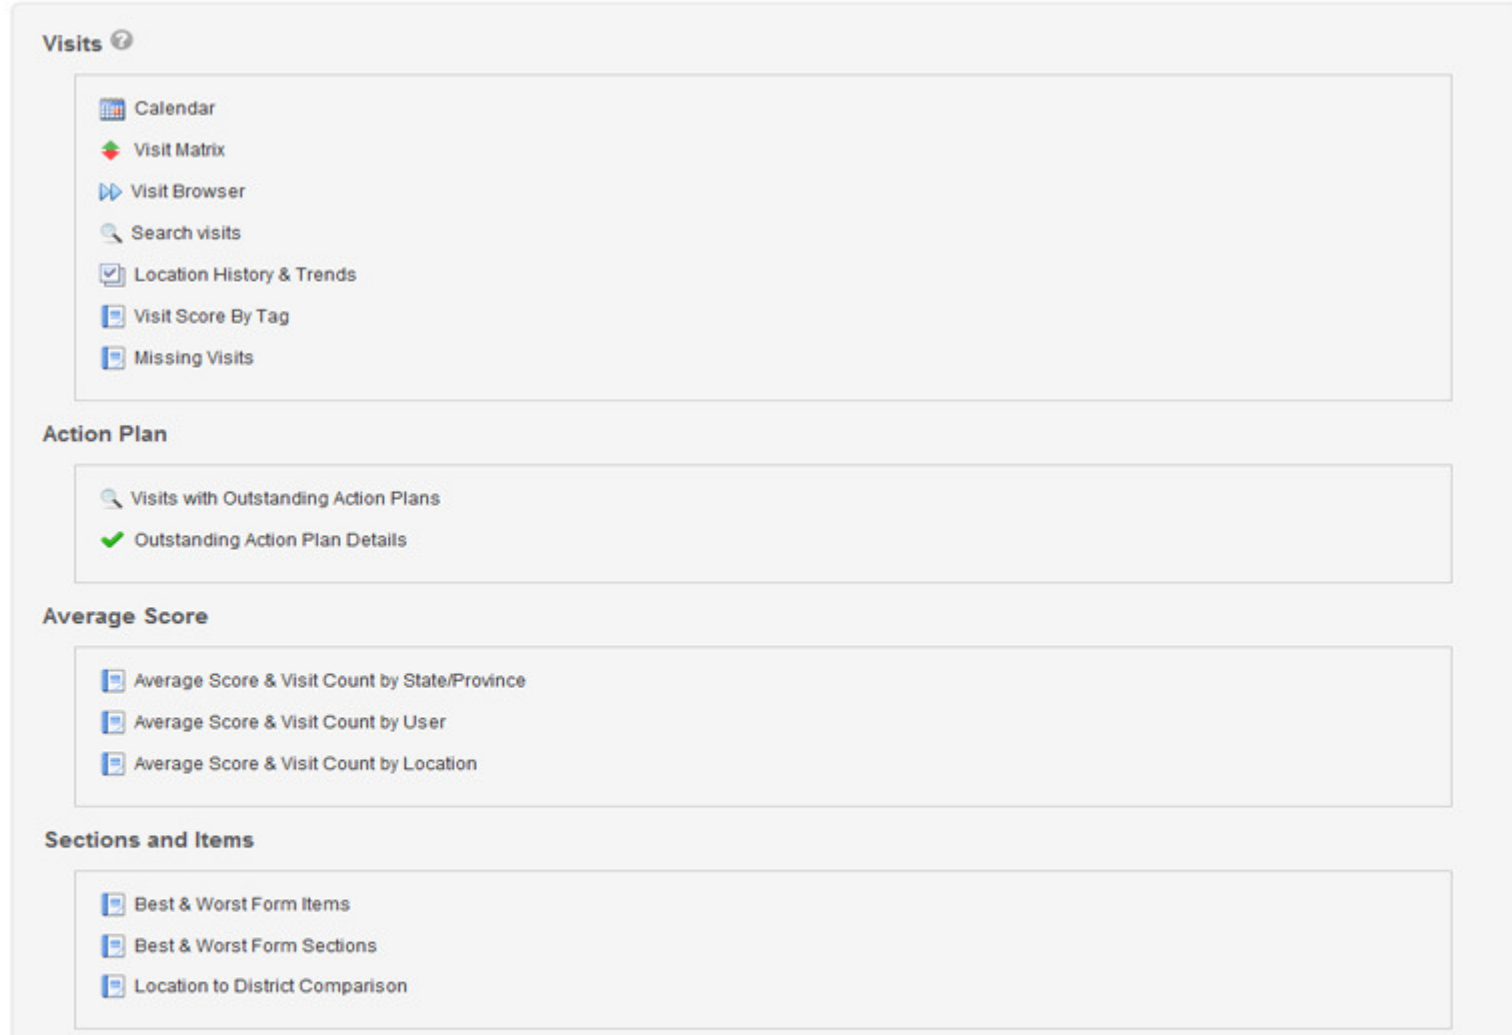 Visits
Calendar
Visit Matrix
Visit Browser
Search visits
Location History & Trends
Visit Score By Tag
Missing Visits
Action Plan
Visits with Outstanding Action Plans
Outstanding Action Plan Details
Average Score
Average Score & Visit Count by State/Province
Average Score & Visit Count by User
Average Score & Visit Count by Location
Sections and Items
Best & Worst Form Items
Best & Worst Form Sections
Location to District Comparison